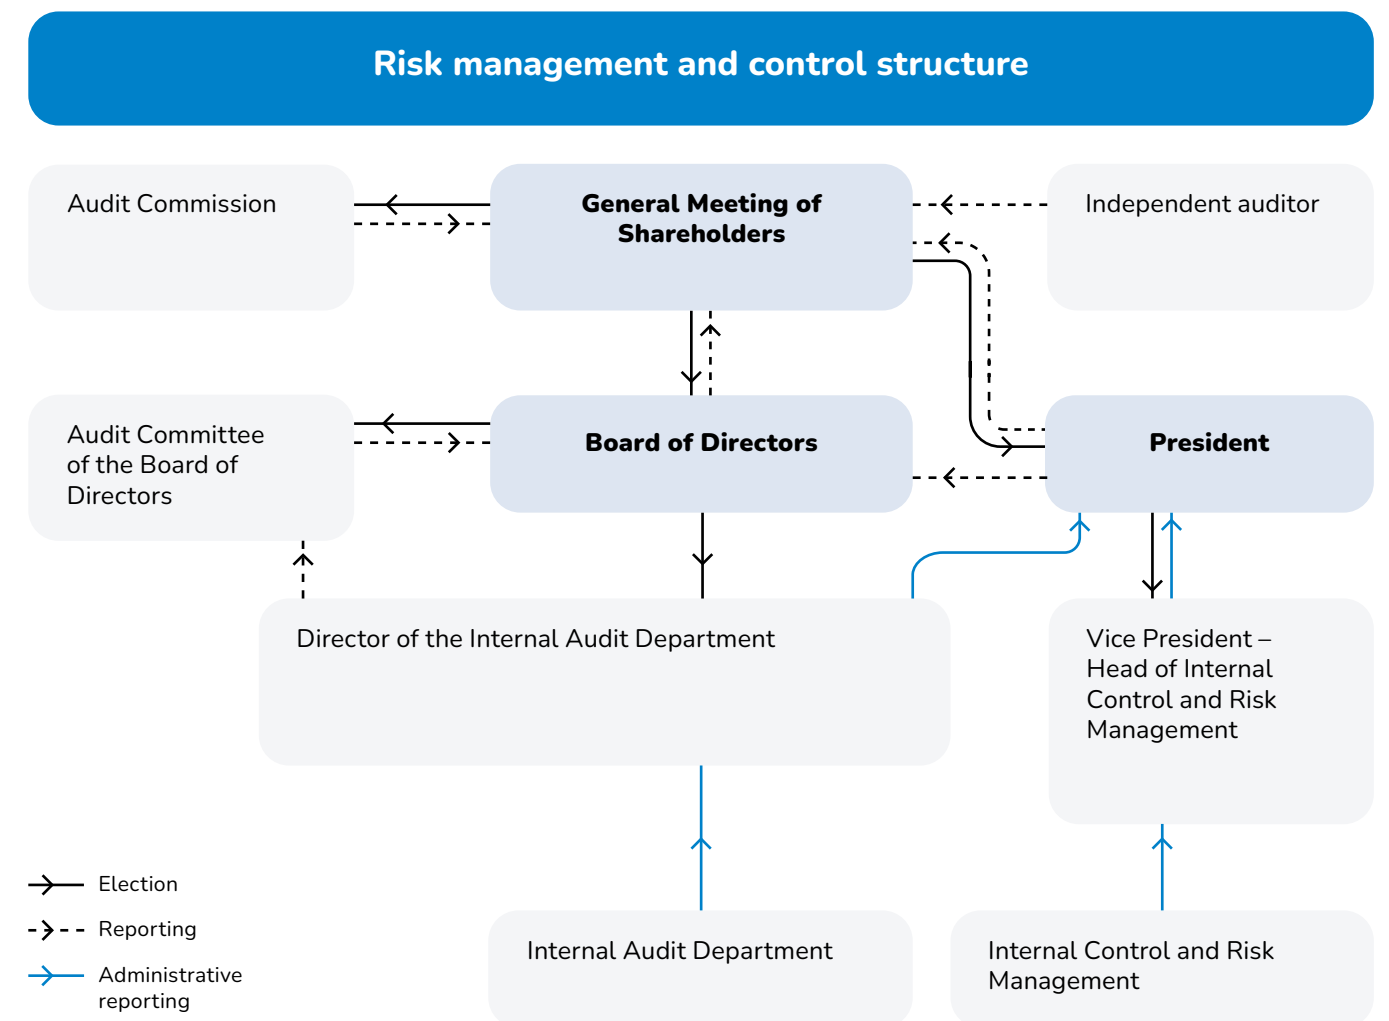 Risk management and control structure
Audit Commission
General Meeting of
Shareholders
Independent auditor
Audit Committee
of the Board of
Directors
Board of Directors
President
Director of the Internal Audit Department
Vice President –
Head of Internal
Control and Risk
Management
Election
Reporting
Administrative
reporting
Internal Audit Department
Internal Control and Risk
Management